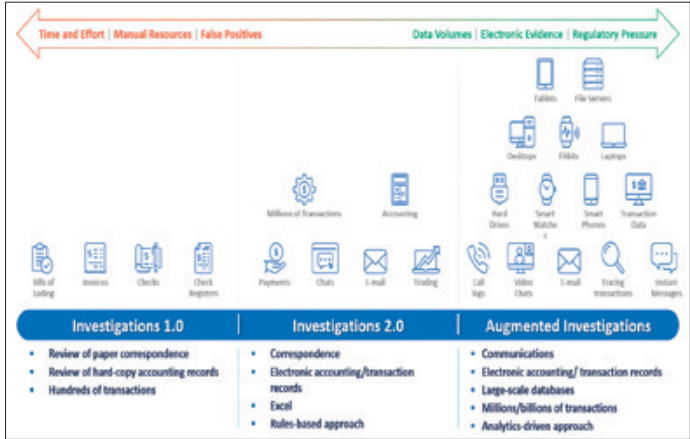 Time and Effort | Manual Resources | False Positives
Data Volumes | Electronic Evidence | Regulatory Pressure
Tablets
File Servers
Desktops
Fitbits
Laptops
Millions of Transactions
Accounting
Hard
Drives
Smart
Watche
s
Smart
Phones
Transaction
Data
Bills of
Lading
Invoices
Checks
Check
Registers
Payments
Chats
E-mail
Trading
Call
logs
Video
Chats
E-mail
Tracing
transactions
Instant
Messages
Investigations 1.0
Investigations 2.0
Augmented Investigations
▪ Review of paper correspondence
▪ Review of hard-copy accounting records
▪ Hundreds of transactions
▪ Correspondence
▪ Electronic accounting/transaction
records
▪ Excel
▪ Rules-based approach
▪ Communications
▪ Electronic accounting/ transaction records
▪ Large-scale databases
▪ Millions/billions of transactions
▪ Analytics-driven approach